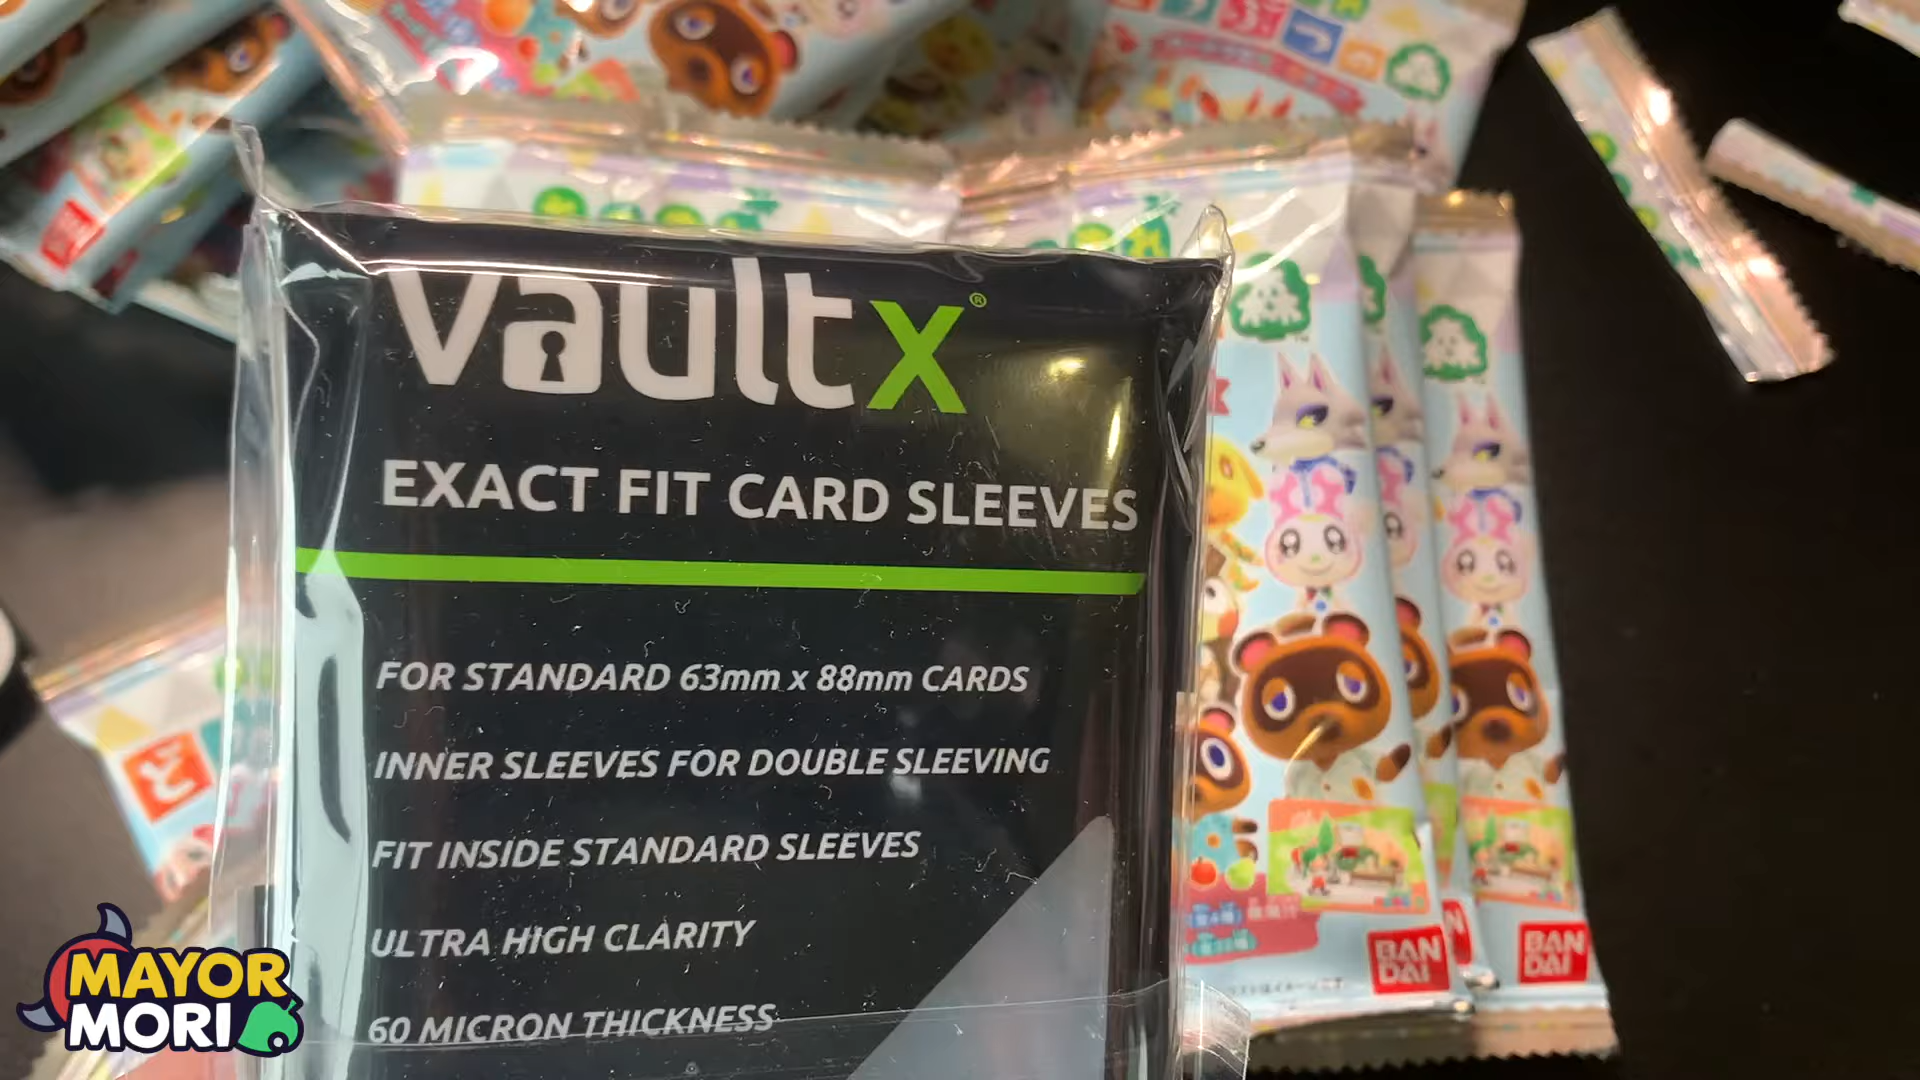 vaultx®
EXACT FIT CARD SLEEVES
FOR STANDARD 63mm x 88mm CARDS
INNER SLEEVES FOR DOUBLE SLEEVING
FIT INSIDE STANDARD SLEEVES
ULTRA HIGH CLARITY
60 MICRON THICKNESS
BAN
DAI
BAN
DAI
MAYOR
MORI